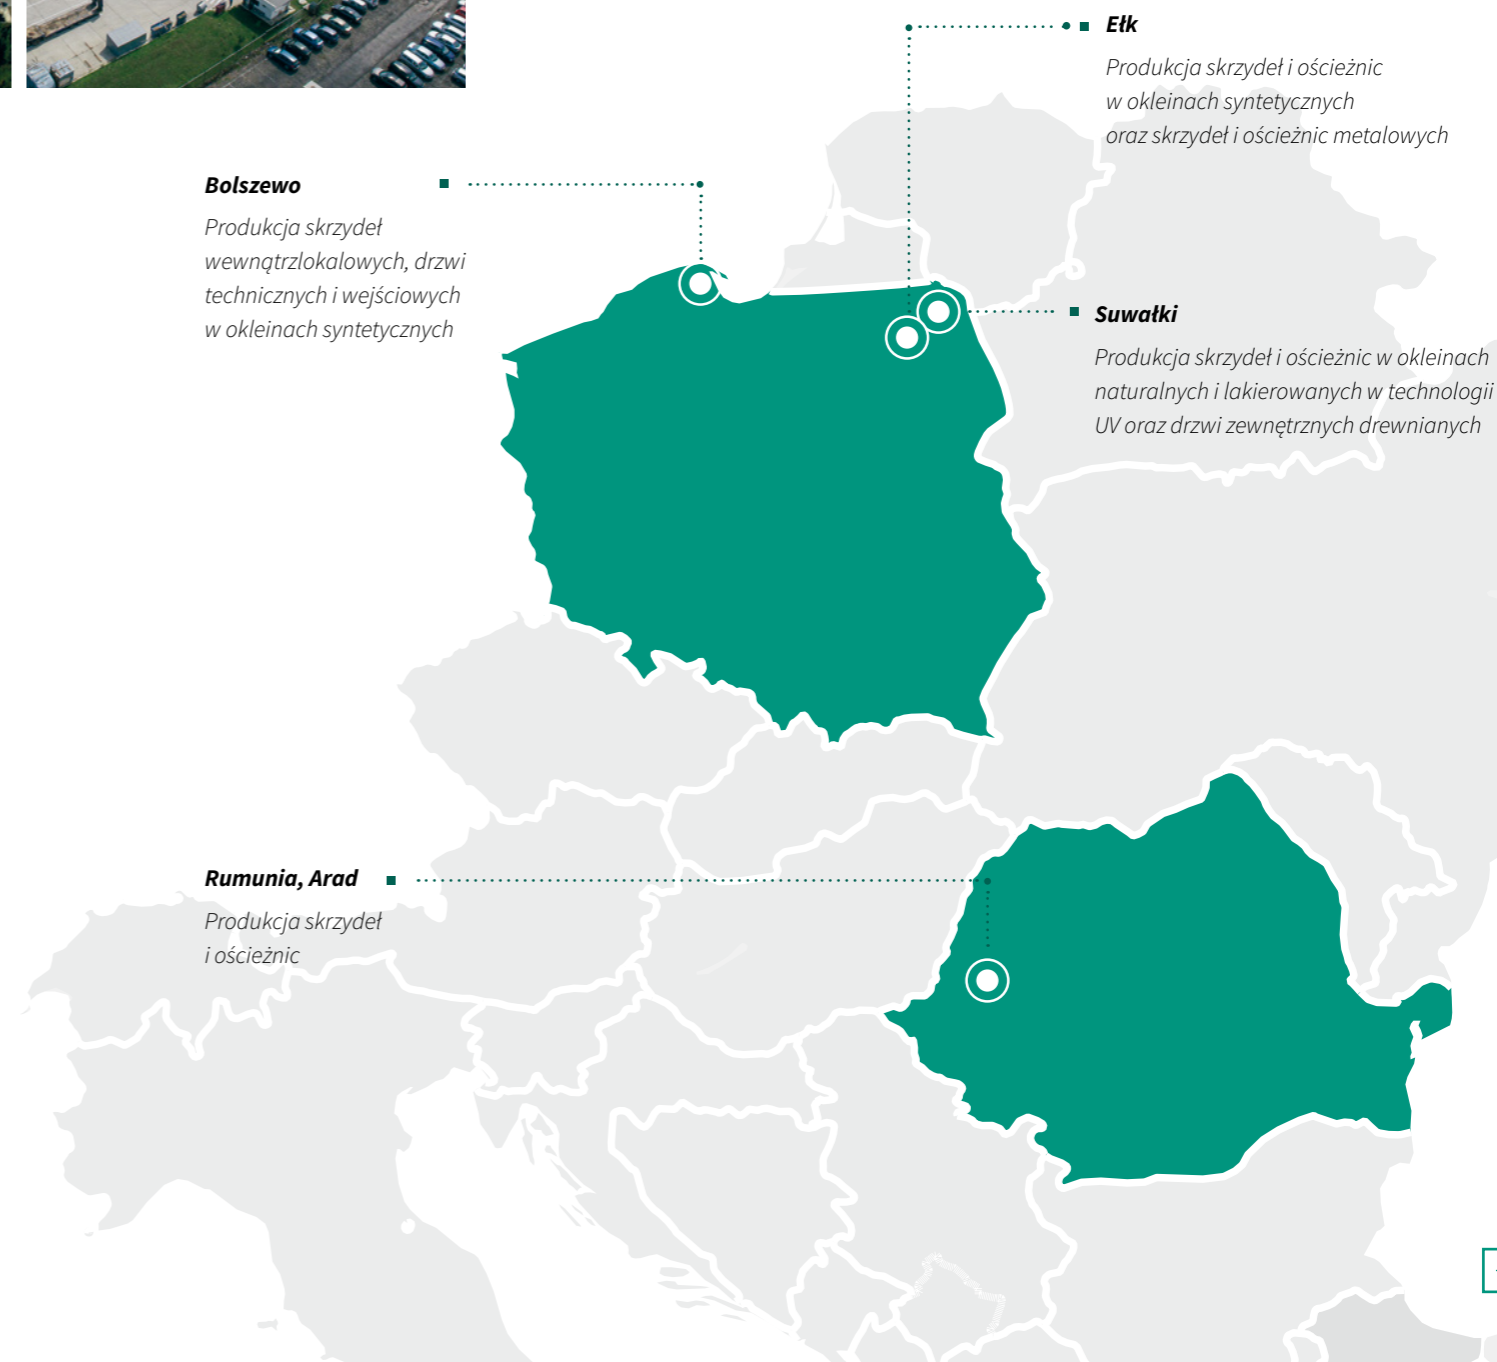 Ełk
Produkcja skrzydeł i ościeżnic
w okleinach syntetycznych
oraz skrzydeł i ościeżnic metalowych
Bolszewo
Produkcja skrzydeł
wewnątrzlokalowych, drzwi
technicznych i wejściowych
w okleinach syntetycznych
Suwałki
Produkcja skrzydeł i ościeżnic w okleinach
naturalnych i lakierowanych w technologii
UV oraz drzwi zewnętrznych drewnianych
Rumunia, Arad
Produkcja skrzydeł
i ościeżnic